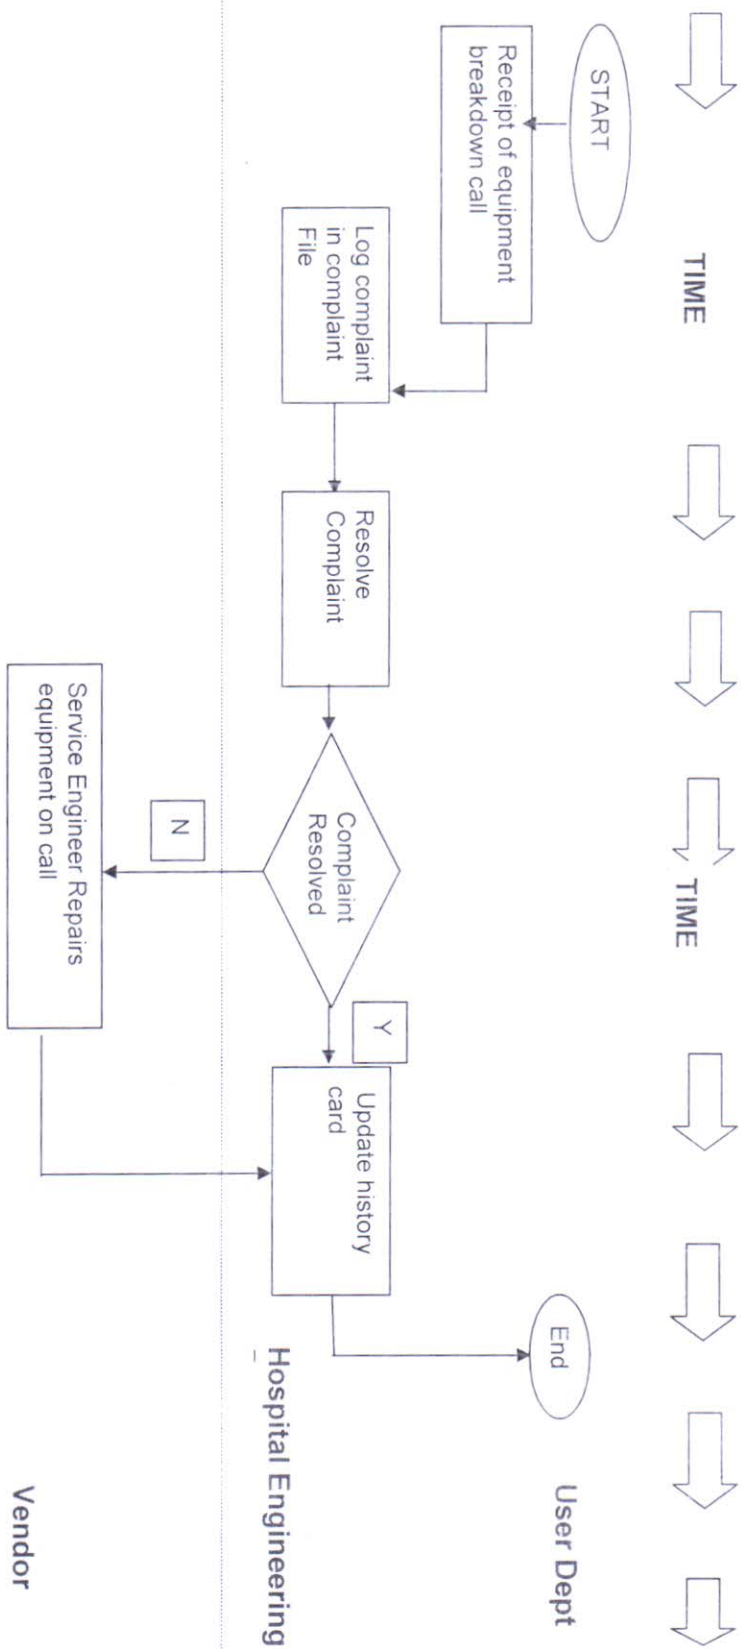 TIME
TIME
START
Receipt of equipment
breakdown call
End
User Dept
Log complaint
in complaint
File
Resolve
Complaint
Complaint
Resolved
Y
Update history
card
Hospital Engineering
N
Service Engineer Repairs
equipment on call
Vendor